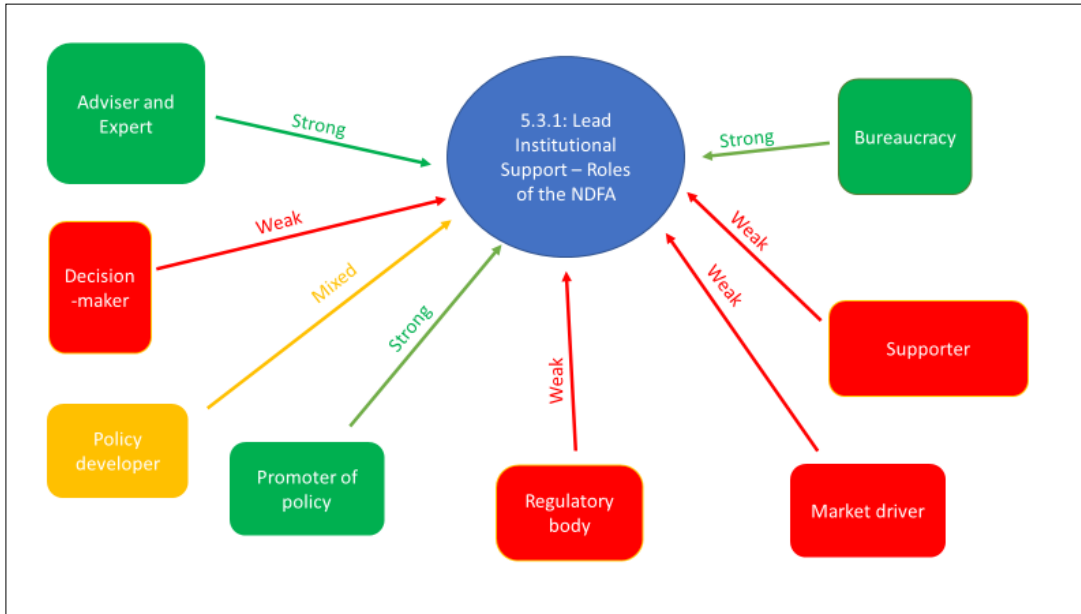 Adviser and
Expert
Strong
5.3.1: Lead
Institutional
Support – Roles
of the NDFA
Strong
Bureaucracy
Decision
-maker
Weak
Mixed
Strong
Weak
Weak
Weak
Supporter
Policy
developer
Promoter of
policy
Regulatory
body
Market driver